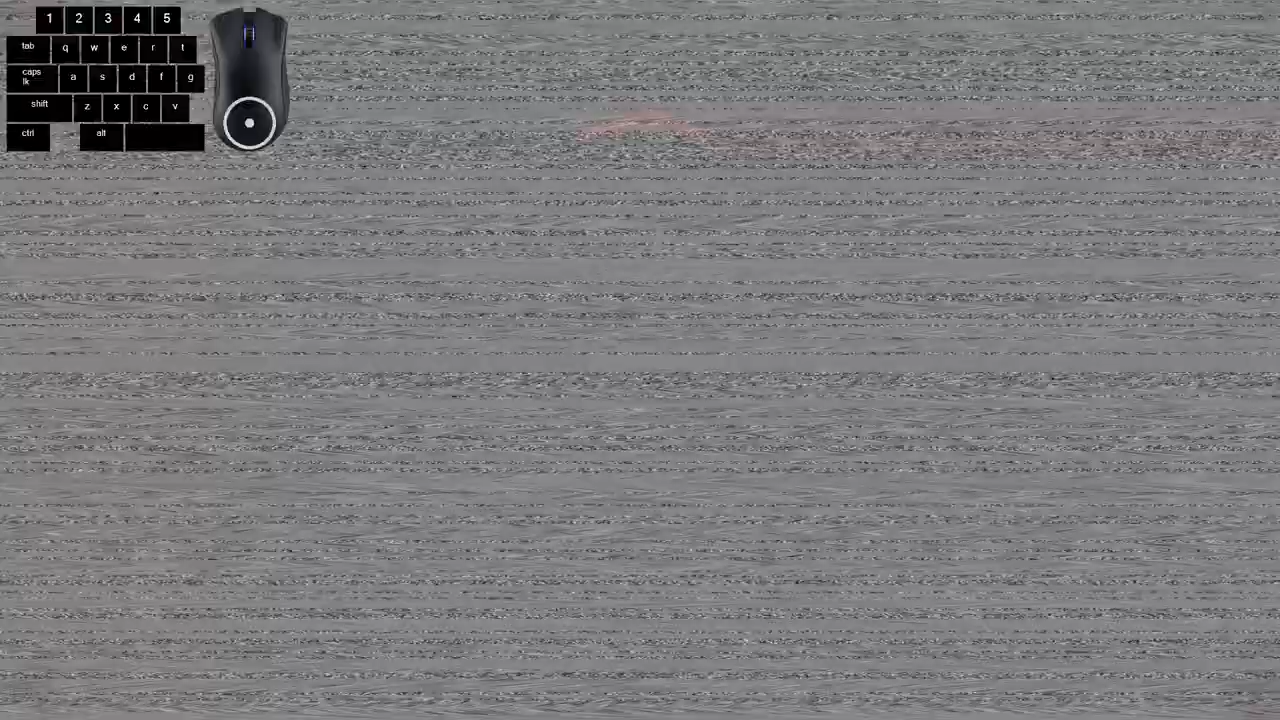 1 2 3 4 5
tab q w e r t
caps lk a s d f g
shift z x c v
ctrl alt